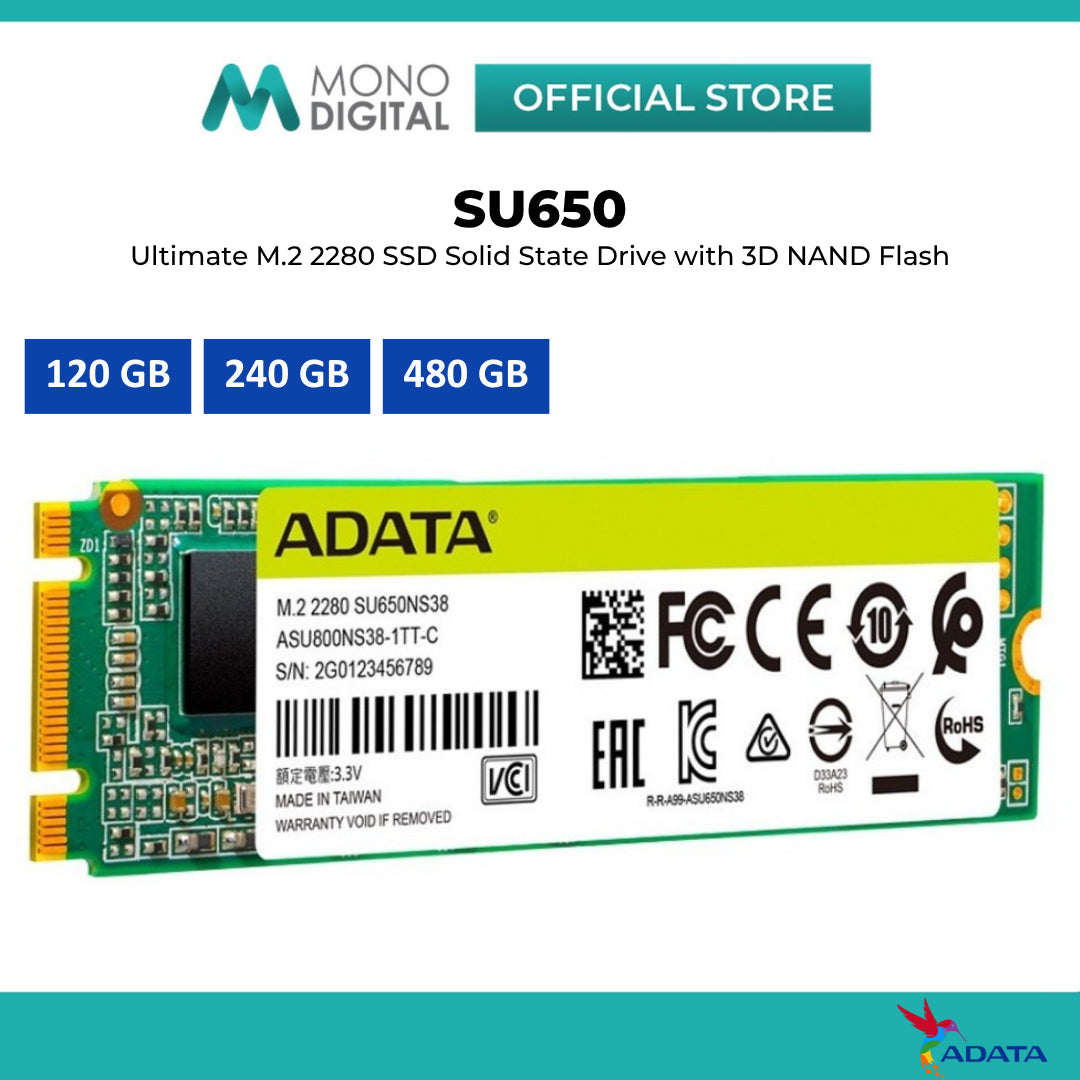 MONO
DIGITAL
OFFICIAL STORE
SU650
Ultimate M.2 2280 SSD Solid State Drive with 3D NAND Flash
120 GB
240 GB
480 GB
ZD1
ADATA®
M.2 2280 SU650NS38
ASU800NS38-1TT-C
S/N: 2G0123456789
FC CE 10
EAC
R-R-A99-ASU650NS38
D33A23
RoHS
RoHS
額定電壓:3.3V
MADE IN TAIWAN
WARRANTY VOID IF REMOVED
VCI
MTG1
ADATA